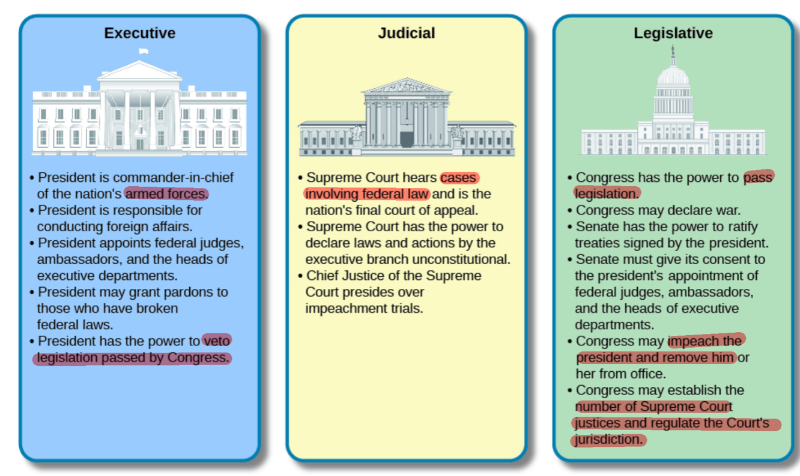 Executive
• President is commander-in-chief
of the nation's armed forces.
• President is responsible for
conducting foreign affairs.
• President appoints federal judges,
ambassadors, and the heads of
executive departments.
• President may grant pardons to
those who have broken
federal laws.
• President has the power to veto
legislation passed by Congress.
Judicial
• Supreme Court hears cases
involving federal law and is the
nation's final court of appeal.
• Supreme Court has the power to
declare laws and actions by the
executive branch unconstitutional.
• Chief Justice of the Supreme
Court presides over
impeachment trials.
Legislative
• Congress has the power to pass
legislation.
• Congress may declare war.
• Senate has the power to ratify
treaties signed by the president.
• Senate must give its consent to
the president's appointment of
federal judges, ambassadors,
and the heads of executive
departments.
• Congress may impeach the
president and remove him or
her from office.
• Congress may establish the
number of Supreme Court
justices and regulate the Court's
jurisdiction.